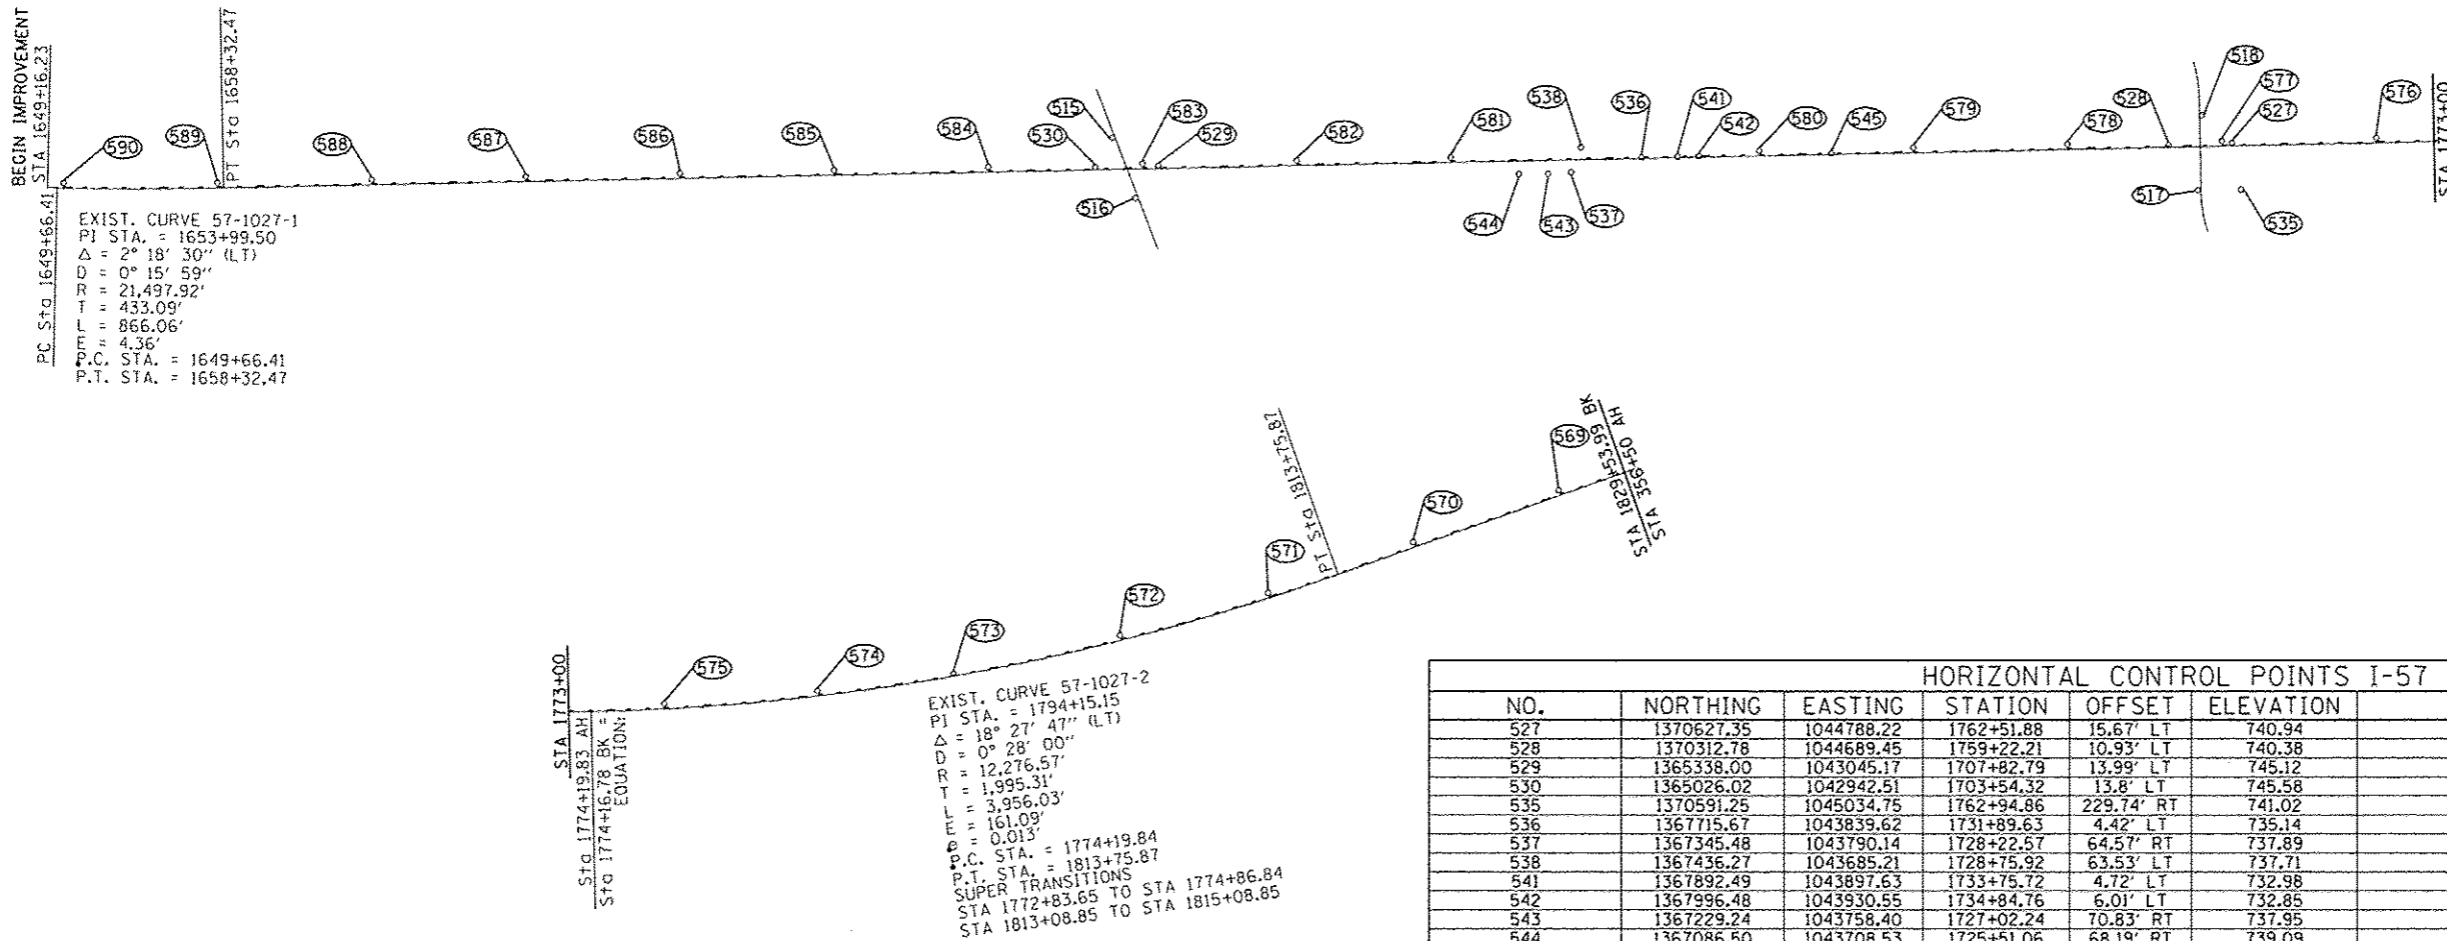 BEGIN IMPROVEMENT
STA 1649+16.23
PC Sta 1649+66.41
PT Sta 1658+32.47
590
589
588
587
586
585
584
530
515
516
583
529
582
581
538
544
543
537
536
541
542
580
545
579
578
528
518
577
527
517
535
576
STA 1773+00
EXIST. CURVE 57-1027-1
PI STA. = 1653+99.50
Δ = 2° 18' 30" (LT)
D = 0° 15' 59"
R = 21,497.92'
T = 433.09'
L = 866.06'
E = 4.36'
P.C. STA. = 1649+66.41
P.T. STA. = 1658+32.47
STA 1773+00
Sta 1774+19.83 AH
Sta 1774+16.78 BK =
EQUATION:
575
574
573
572
571
570
569
PT Sta 1813+75.87
STA 1829+53.99 BK
STA 356+50 AH
EXIST. CURVE 57-1027-2
PI STA. = 1794+15.15
Δ = 18° 27' 47" (LT)
D = 0° 28' 00"
R = 12,276.57'
T = 1,995.31'
L = 3,956.03'
E = 161.09'
e = 0.013'
P.C. STA. = 1774+19.84
P.T. STA. = 1813+75.87
SUPER TRANSITIONS
STA 1772+83.65 TO STA 1774+86.84
STA 1813+08.85 TO STA 1815+08.85
HORIZONTAL CONTROL POINTS I-57
NO. NORTHING EASTING STATION OFFSET ELEVATION
527 1370627.35 1044788.22 1762+51.88 15.67' LT 740.94
528 1370312.78 1044689.45 1759+22.21 10.93' LT 740.38
529 1365338.00 1043045.17 1707+82.79 13.99' LT 745.12
530 1365026.02 1042942.51 1703+54.32 13.8' LT 745.58
535 1370591.25 1045034.75 1762+94.86 229.74' RT 741.02
536 1367715.67 1043839.62 1731+89.63 4.42' LT 735.14
537 1367345.48 1043790.14 1728+22.57 64.57' RT 737.89
538 1367436.27 1043685.21 1728+75.92 63.53' LT 737.71
541 1367892.49 1043897.63 1733+75.72 4.72' LT 732.98
542 1367996.48 1043930.55 1734+84.76 6.01' LT 732.85
543 1367229.24 1043758.40 1727+02.24 70.83' RT 737.95
544 1367086.50 1043708.53 1725+51.06 68.19' RT 739.09